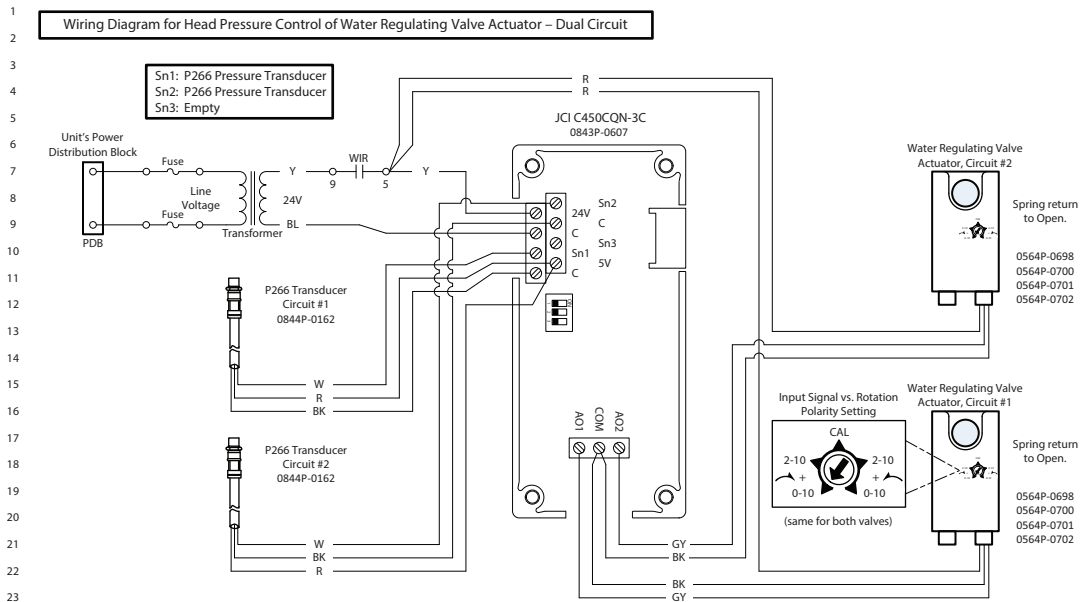 1
2
3
4
5
6
7
8
9
10
11
12
13
14
15
16
17
18
19
20
21
22
23
Wiring Diagram for Head Pressure Control of Water Regulating Valve Actuator – Dual Circuit
Sn1: P266 Pressure Transducer
Sn2: P266 Pressure Transducer
Sn3: Empty
R
R
JCI C450CQN-3C
0843P-0607
Unit's Power
Distribution Block
PDB
Fuse
Fuse
Line
Voltage
Transformer
24V
Y
BL
9
WIR
5
Y
Sn2
24V
C
C
Sn3
Sn1
5V
C
P266 Transducer
Circuit #1
0844P-0162
W
R
BK
P266 Transducer
Circuit #2
0844P-0162
W
BK
R
AO1
COM
AO2
GY
BK
BK
GY
Water Regulating Valve
Actuator, Circuit #2
Spring return
to Open.
0564P-0698
0564P-0700
0564P-0701
0564P-0702
Input Signal vs. Rotation
Polarity Setting
CAL
2-10
2-10
+
+
0-10
0-10
(same for both valves)
Water Regulating Valve
Actuator, Circuit #1
Spring return
to Open.
0564P-0698
0564P-0700
0564P-0701
0564P-0702